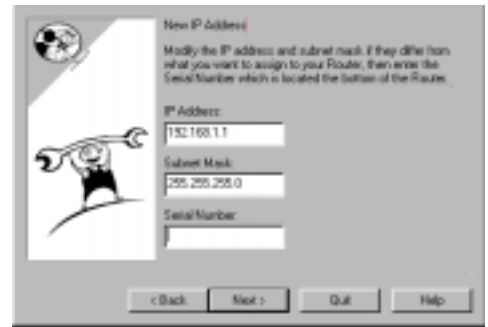 New IP Address
Modify the IP address and subnet mask if they differ from
what you want to assign to your Router, then enter the
Serial Number which is located the bottom of the Router.
IP Address:
192.168.1.1
Subnet Mask:
255.255.255.0
Serial Number:
< Back
Next >
Quit
Help